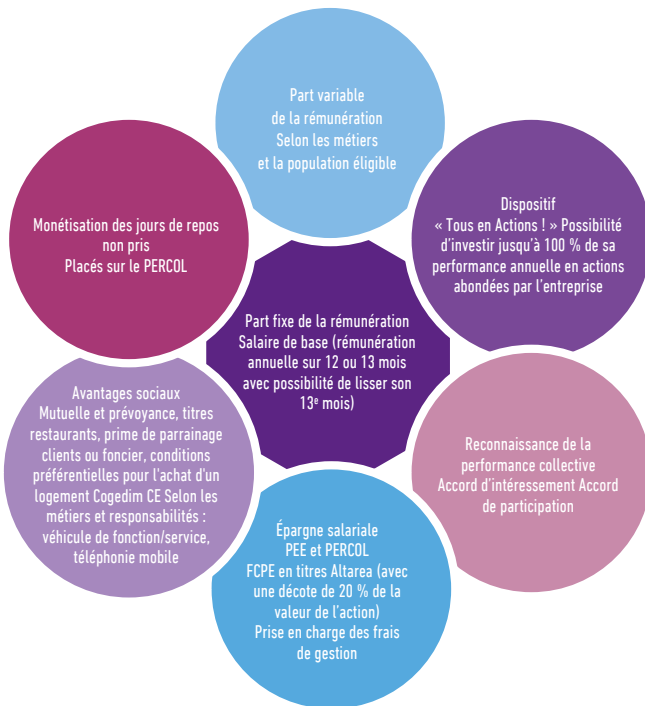 Part variable
de la rémunération
Selon les métiers
et la population éligible
Dispositif
« Tous en Actions ! » Possibilité
d’investir jusqu’à 100 % de sa
performance annuelle en actions
abondées par l’entreprise
Monétisation des jours de repos
non pris
Placés sur le PERCOL
Part fixe de la rémunération
Salaire de base (rémunération
annuelle sur 12 ou 13 mois
avec possibilité de lisser son
13ᵉ mois)
Avantages sociaux
Mutuelle et prévoyance, titres
restaurants, prime de parrainage
clients ou foncier, conditions
préférentielles pour l'achat d'un
logement Cogedim CE Selon les
métiers et responsabilités :
véhicule de fonction/service,
téléphonie mobile
Reconnaissance de la
performance collective
Accord d’intéressement Accord
de participation
Épargne salariale
PEE et PERCOL
FCPE en titres Altarea (avec
une décote de 20 % de la
valeur de l’action)
Prise en charge des frais
de gestion